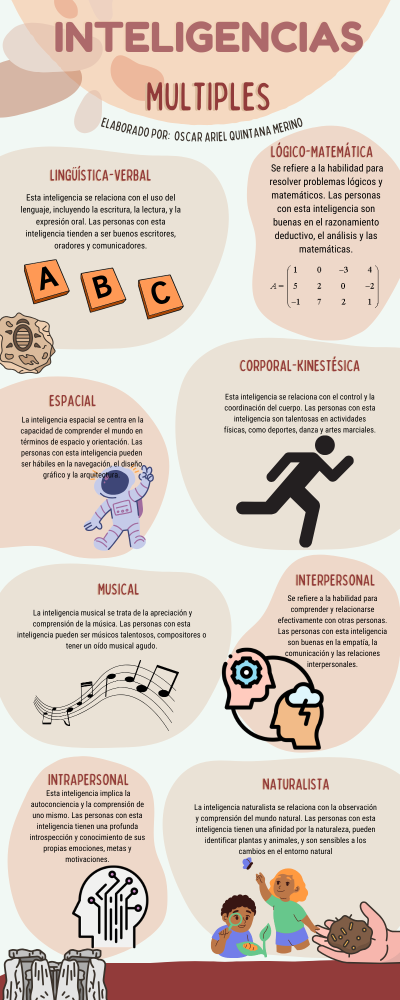 INTELIGENCIAS
MULTIPLES
ELABORADO POR: OSCAR ARIEL QUINTANA MERINO
LINGÜÍSTICA-VERBAL
Esta inteligencia se relaciona con el uso del
lenguaje, incluyendo la escritura, la lectura, y la
expresión oral. Las personas con esta
inteligencia tienden a ser buenos escritores,
oradores y comunicadores.
A B C
LÓGICO-MATEMÁTICA
Se refiere a la habilidad para
resolver problemas lógicos y
matemáticos. Las personas
con esta inteligencia son
buenas en el razonamiento
deductivo, el análisis y las
matemáticas.
1 0 −3 4
A = 5 2 0 −2
−1 7 2 1
CORPORAL-KINESTÉSICA
Esta inteligencia se relaciona con el control y la
coordinación del cuerpo. Las personas con esta
inteligencia son talentosas en actividades
físicas, como deportes, danza y artes marciales.
ESPACIAL
La inteligencia espacial se centra en la
capacidad de comprender el mundo en
términos de espacio y orientación. Las
personas con esta inteligencia pueden
ser hábiles en la navegación, el diseño
gráfico y la arquitectura.
MUSICAL
La inteligencia musical se trata de la apreciación y
comprensión de la música. Las personas con esta
inteligencia pueden ser músicos talentosos, compositores o
tener un oído musical agudo.
INTERPERSONAL
Se refiere a la habilidad para
comprender y relacionarse
efectivamente con otras personas.
Las personas con esta inteligencia
son buenas en la empatía, la
comunicación y las relaciones
interpersonales.
INTRAPERSONAL
Esta inteligencia implica la
autoconciencia y la comprensión de
uno mismo. Las personas con esta
inteligencia tienen una profunda
introspección y conocimiento de sus
propias emociones, metas y
motivaciones.
NATURALISTA
La inteligencia naturalista se relaciona con la observación
y comprensión del mundo natural. Las personas con esta
inteligencia tienen una afinidad por la naturaleza, pueden
identificar plantas y animales, y son sensibles a los
cambios en el entorno natural